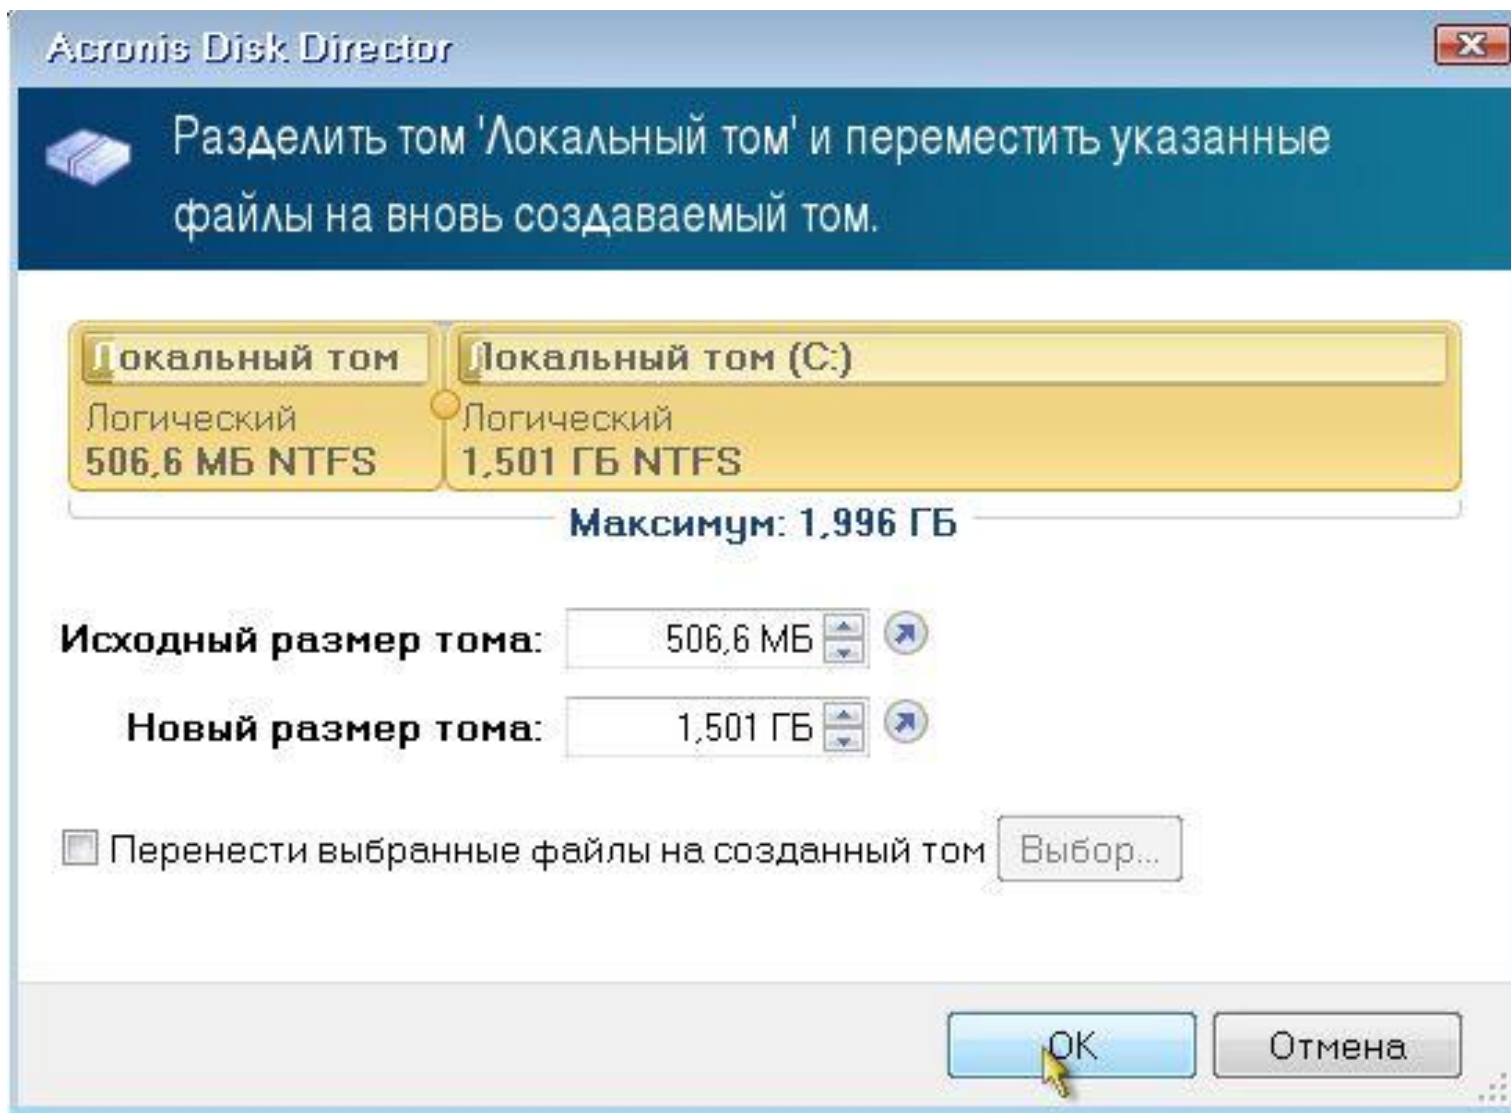 Acronis Disk Director
Разделить том 'Локальный том' и переместить указанные
файлы на вновь создаваемый том.
Локальный том
Логический
506,6 МБ NTFS
Локальный том (C:)
Логический
1,501 ГБ NTFS
Максимум: 1,996 ГБ
Исходный размер тома: 506,6 МБ
Новый размер тома: 1,501 ГБ
Перенести выбранные файлы на созданный том Выбор...
OK Отмена